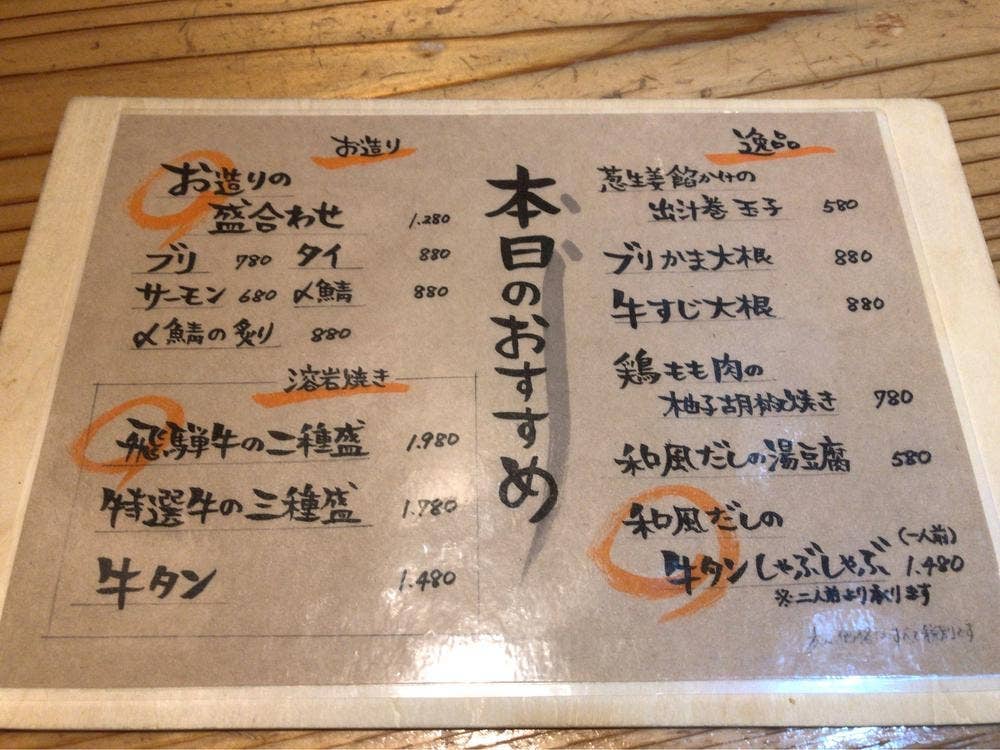 本日のおすすめ
お造り
お造りの
盛合わせ 1.280
ブリ 780 タイ 880
サーモン 680 〆鯖 880
〆鯖の炙り 880
溶岩焼き
飛騨牛の二種盛 1.980
特選牛の三種盛 1.780
牛タン 1.480
逸品
葱生姜餡かけの
出汁巻玉子 580
ブリかま大根 880
牛すじ大根 880
鶏もも肉の
柚子胡椒焼き 780
和風だしの湯豆腐 580
和風だしの
(一人前)
牛タンしゃぶしゃぶ 1.480
※二人前より承ります